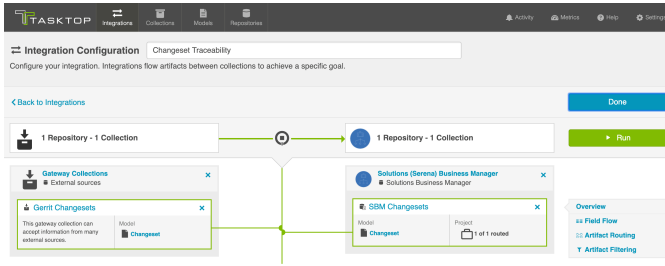 TASKTOP
Integrations
Collections
Models
Repositories
Activity
Metrics
Help
Settings
Integration Configuration
Changeset Traceability
Configure your integration. Integrations flow artifacts between collections to achieve a specific goal.
Back to Integrations
Done
1 Repository - 1 Collection
1 Repository - 1 Collection
Run
Gateway Collections
External sources
Solutions (Serena) Business Manager
Solutions Business Manager
Gerrit Changesets
This gateway collection can
accept information from many
external sources.
Model
Changeset
SBM Changesets
Model
Changeset
Project
1 of 1 routed
Overview
Field Flow
Artifact Routing
Artifact Filtering